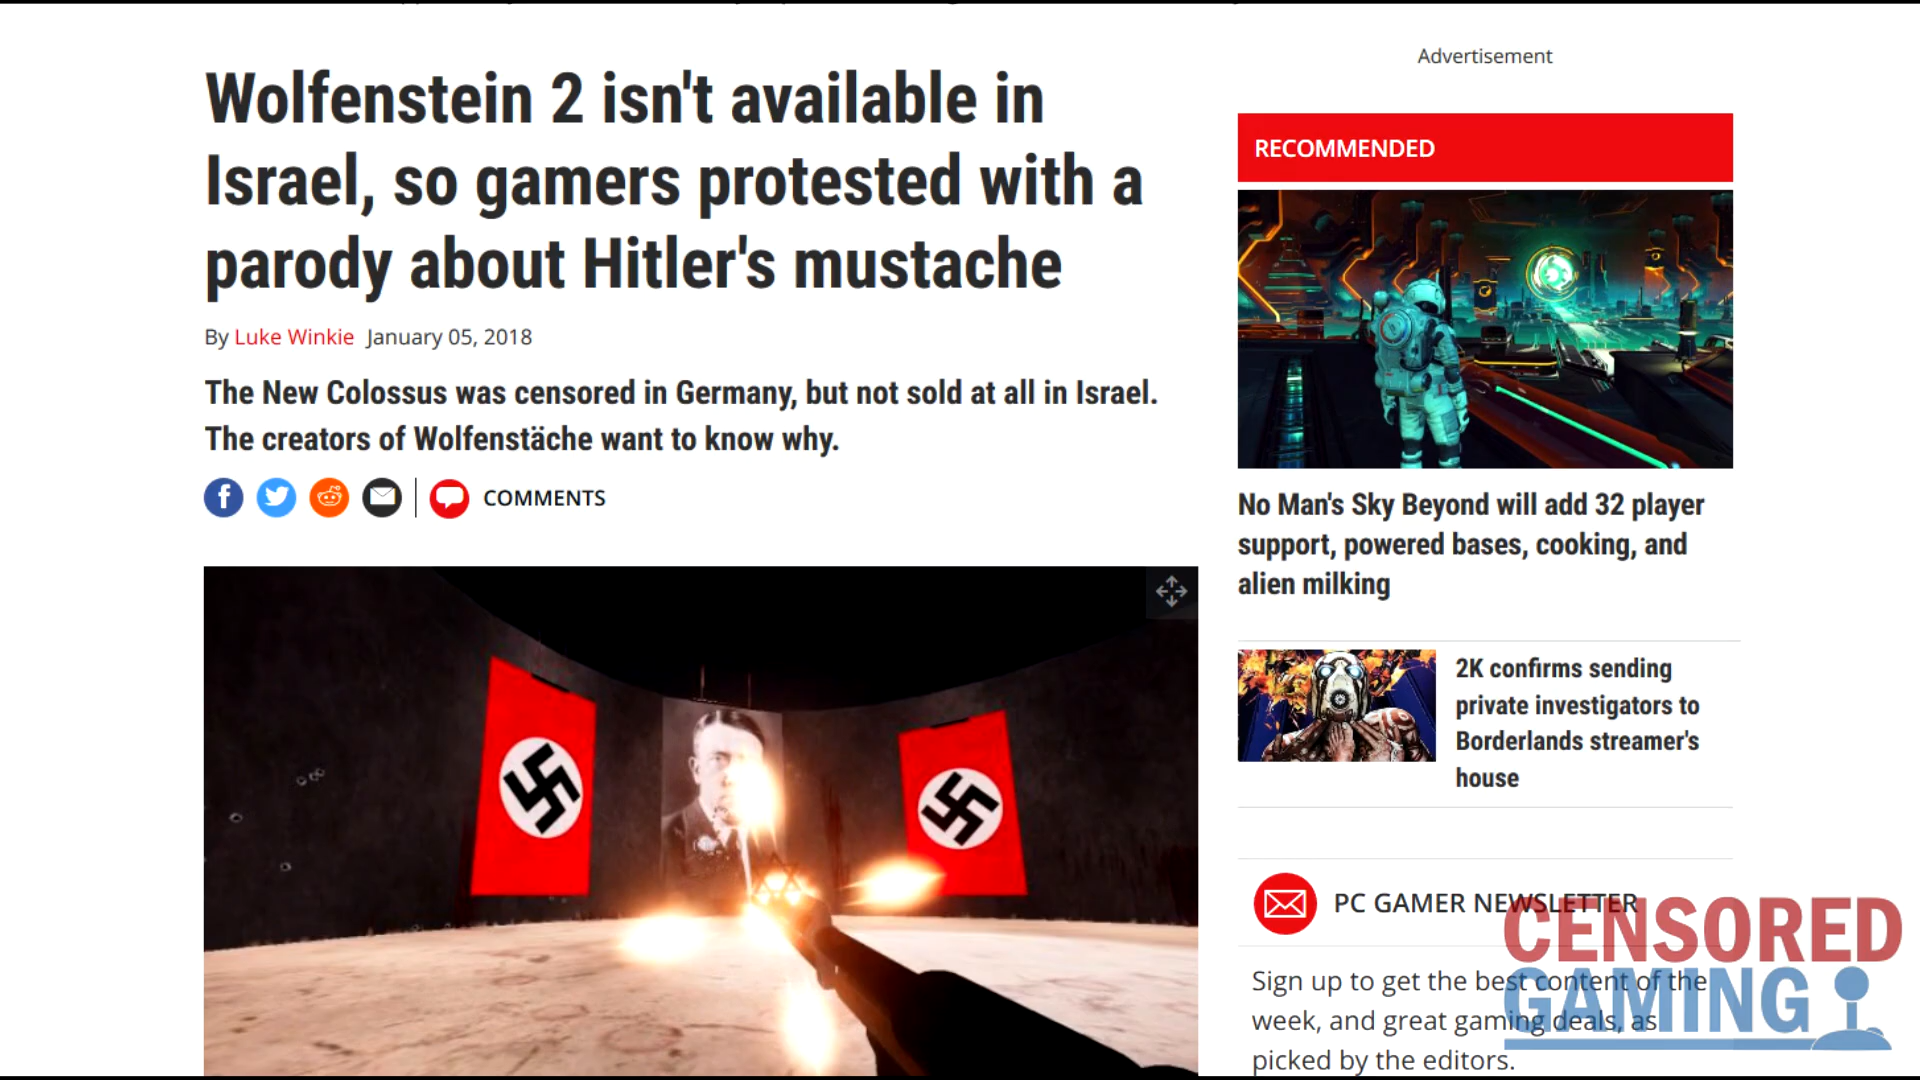 Wolfenstein 2 isn't available in
Israel, so gamers protested with a
parody about Hitler's mustache
By Luke Winkie January 05, 2018
The New Colossus was censored in Germany, but not sold at all in Israel.
The creators of Wolfenstäche want to know why.
COMMENTS
Advertisement
RECOMMENDED
No Man's Sky Beyond will add 32 player
support, powered bases, cooking, and
alien milking
2K confirms sending
private investigators to
Borderlands streamer's
house
PC GAMER NEWSLETTER
Sign up to get the best content of the
week, and great gaming deals, as
picked by the editors.
CENSORED
GAMING